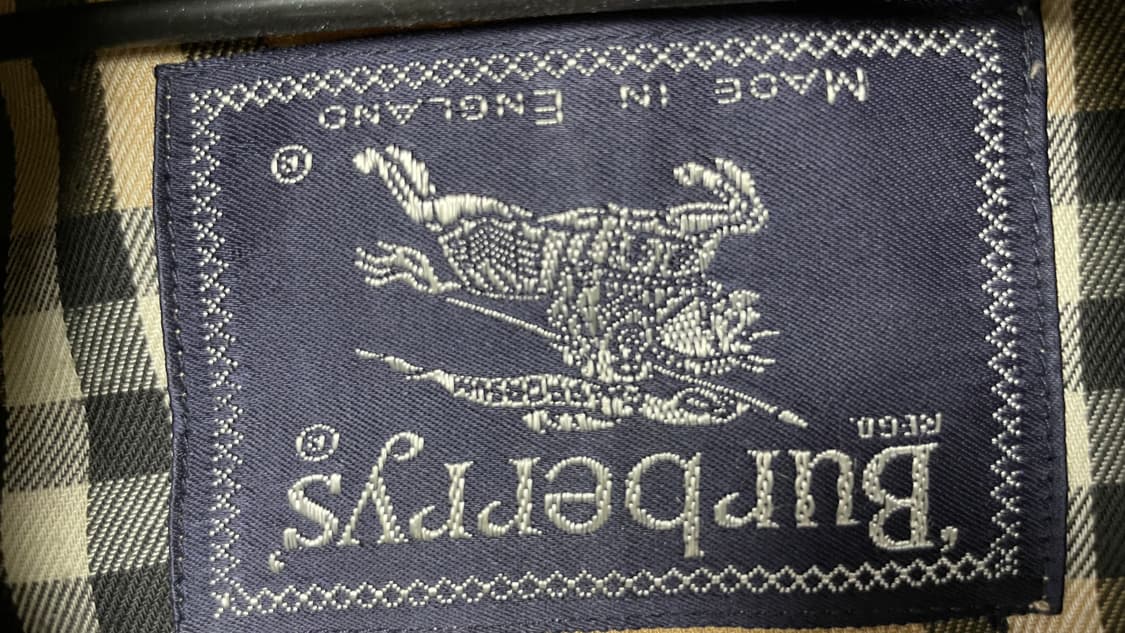 'Burberrys'®
REGD.
®
MADE IN ENGLAND